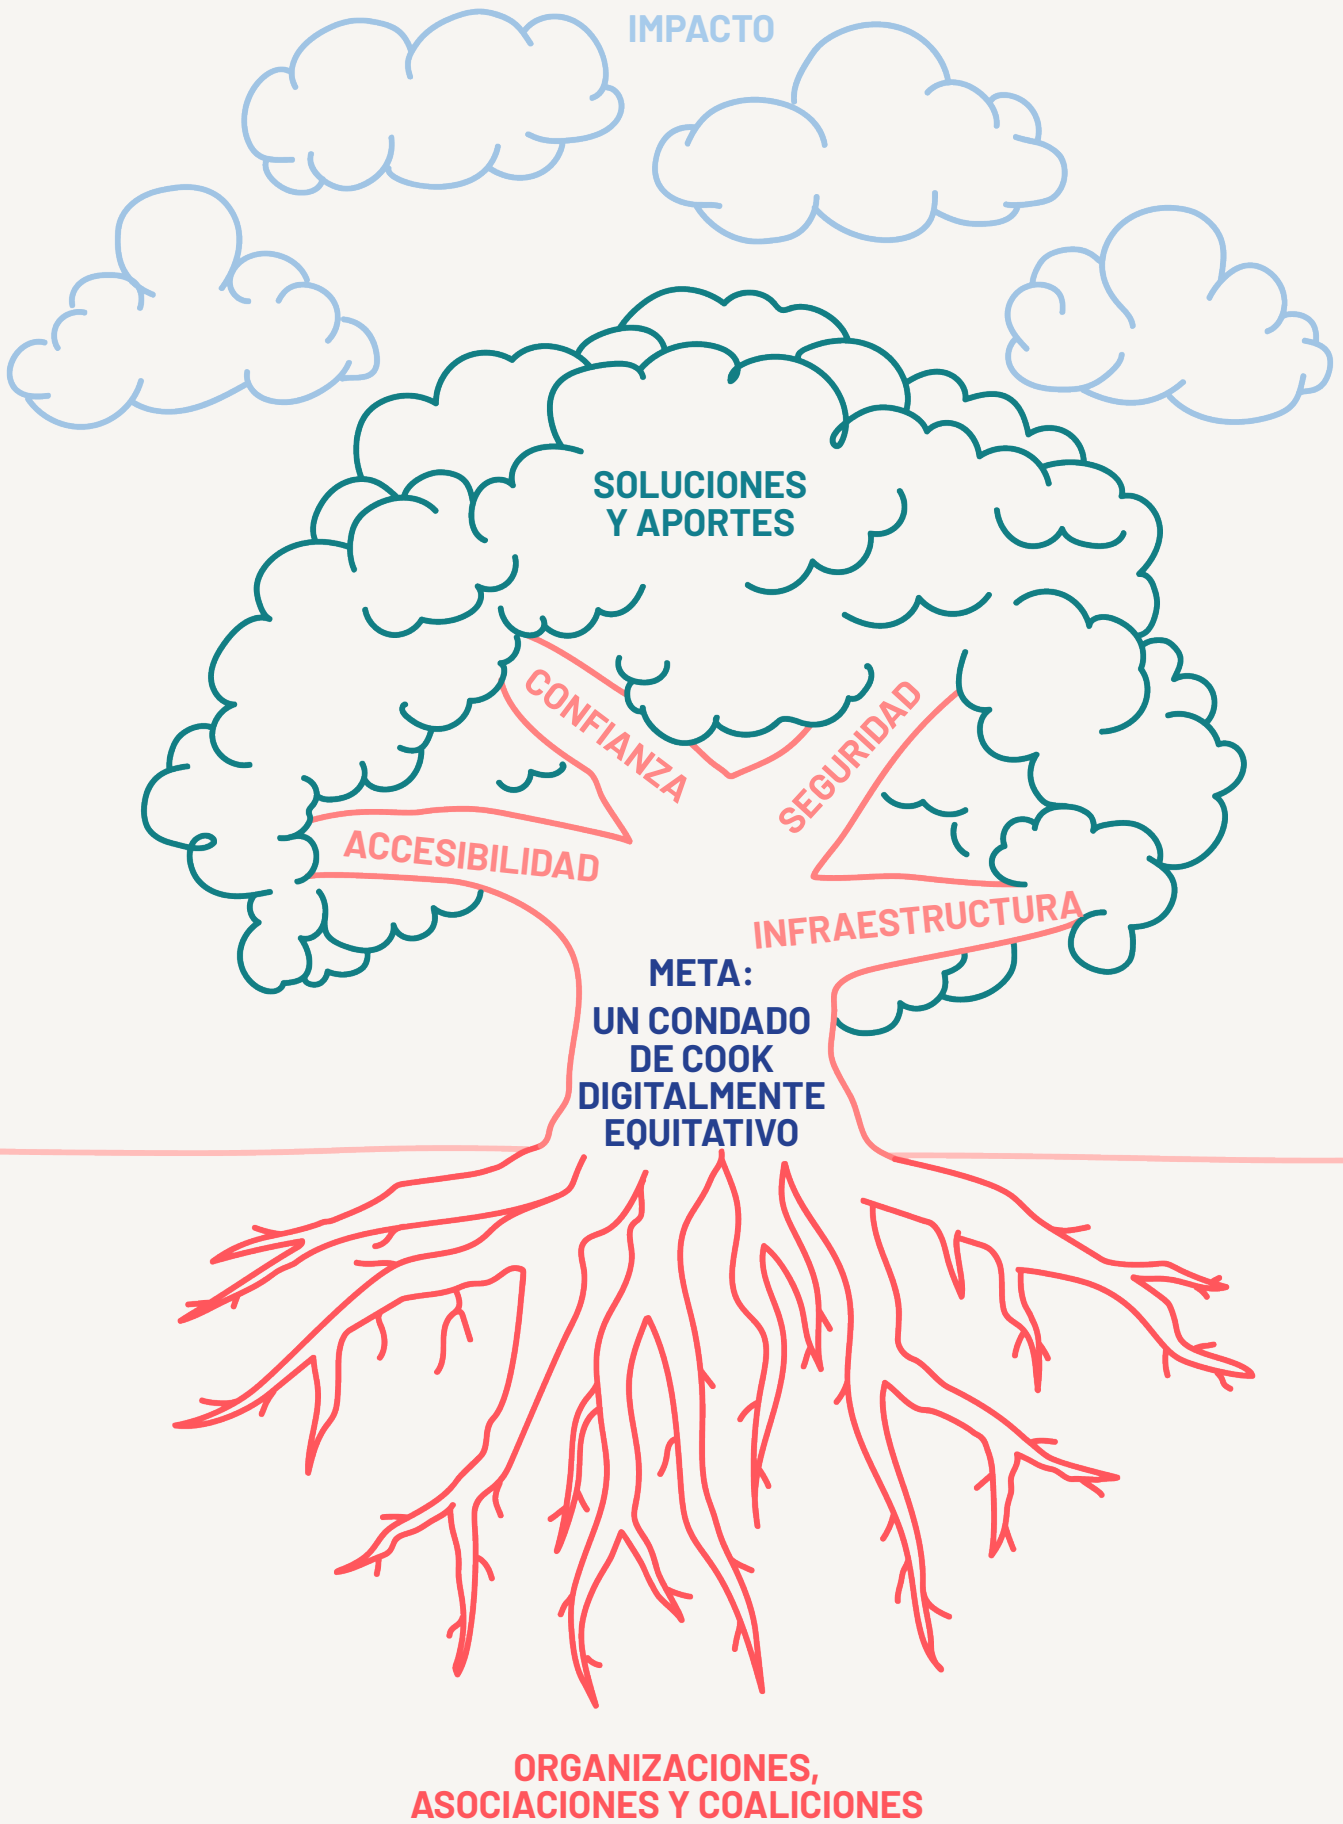 IMPACTO
SOLUCIONES
Y APORTES
CONFIANZA
SEGURIDAD
ACCESIBILIDAD
INFRAESTRUCTURA
META:
UN CONDADO
DE COOK
DIGITALMENTE
EQUITATIVO
ORGANIZACIONES,
ASOCIACIONES Y COALICIONES